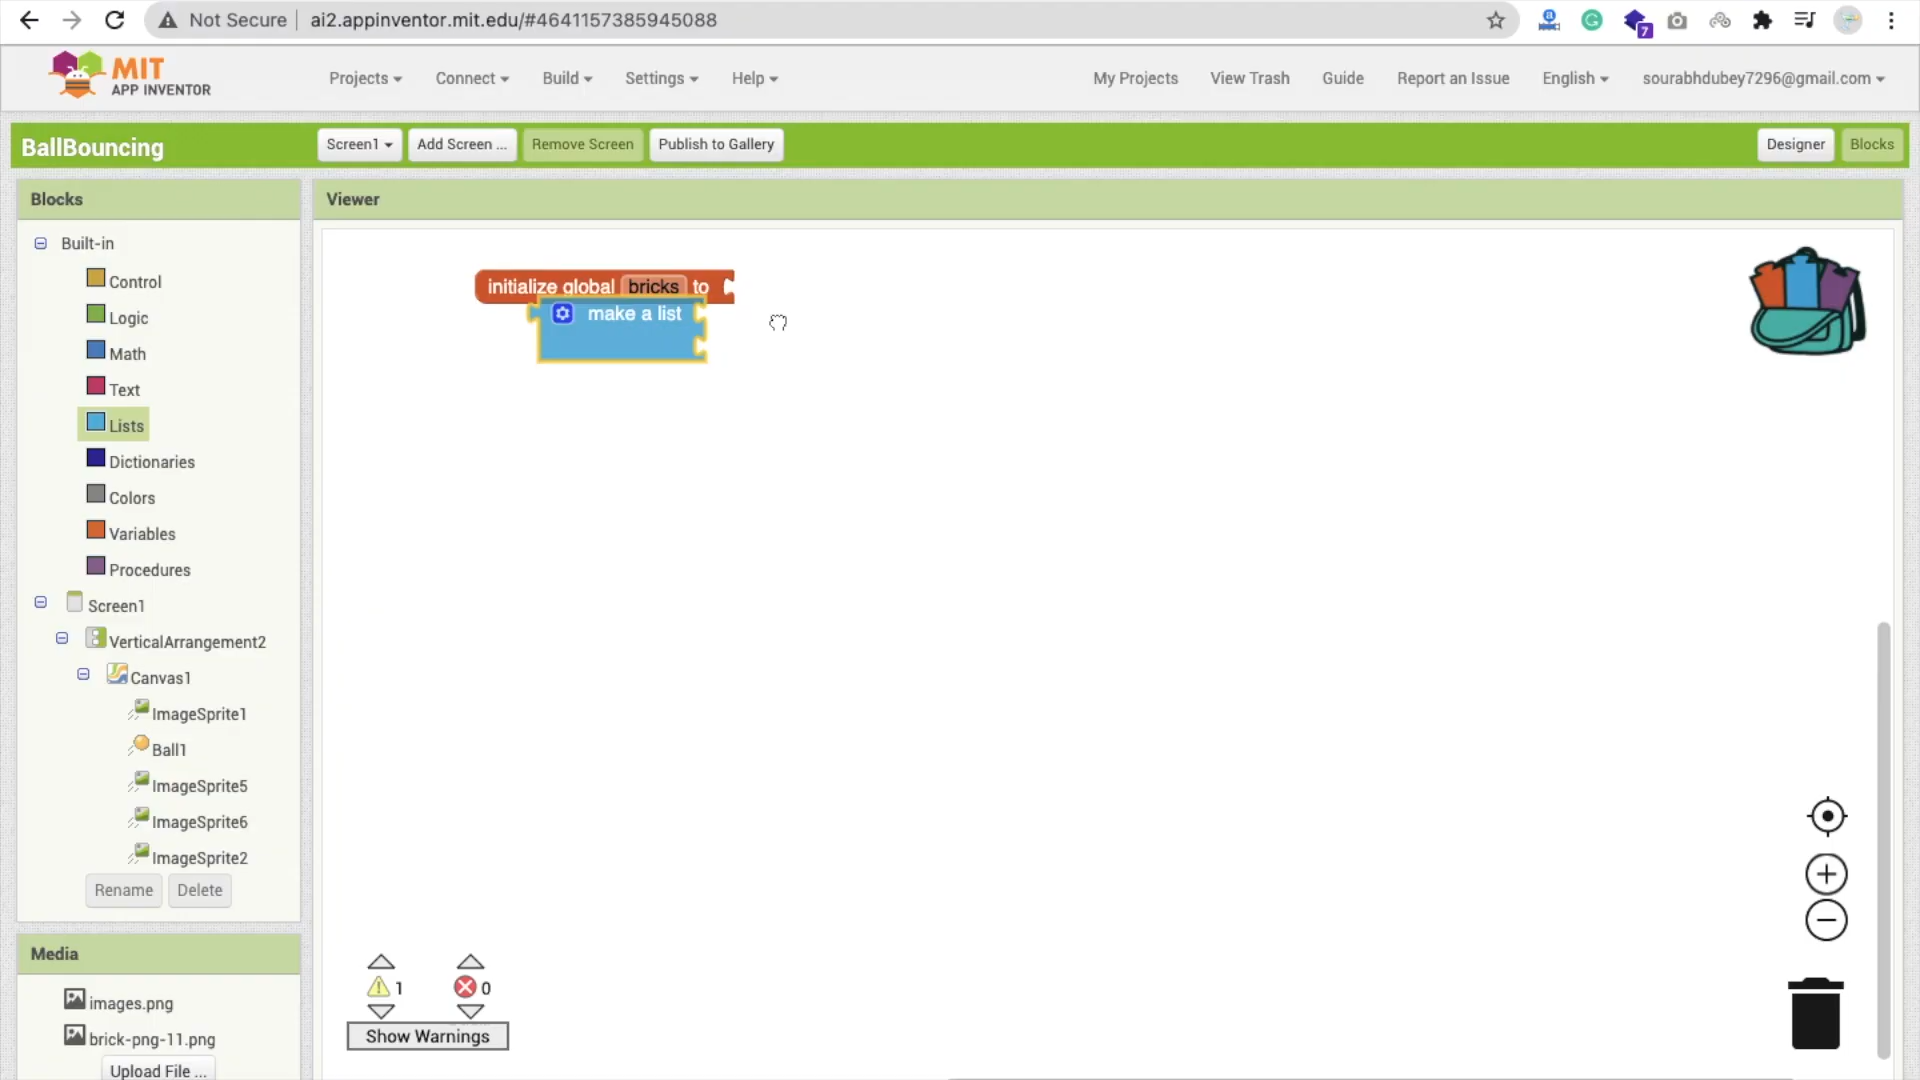 Not Secure
ai2.appinventor.mit.edu/#4641157385945088
7
MIT
APP INVENTOR
Projects
Connect
Build
Settings
Help
My Projects
View Trash
Guide
Report an Issue
English
sourabhdubey7296@gmail.com
BallBouncing
Screen1
Add Screen ...
Remove Screen
Publish to Gallery
Designer
Blocks
Blocks
Viewer
Built-in
Control
Logic
Math
Text
Lists
Dictionaries
Colors
Variables
Procedures
Screen1
VerticalArrangement2
Canvas1
ImageSprite1
Ball1
ImageSprite5
ImageSprite6
ImageSprite2
Rename
Delete
Media
images.png
brick-png-11.png
Upload File ...
initialize global bricks to
make a list
1
0
Show Warnings